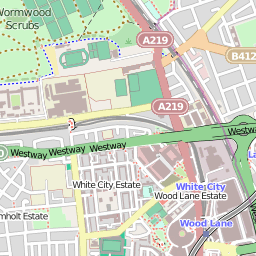 Wormwood
Scrubs
A219
B412
A219
Westway Westway Westway
Westw
White City Estate
White City
Wood Lane Estate
mholt Estate
Wood Lane